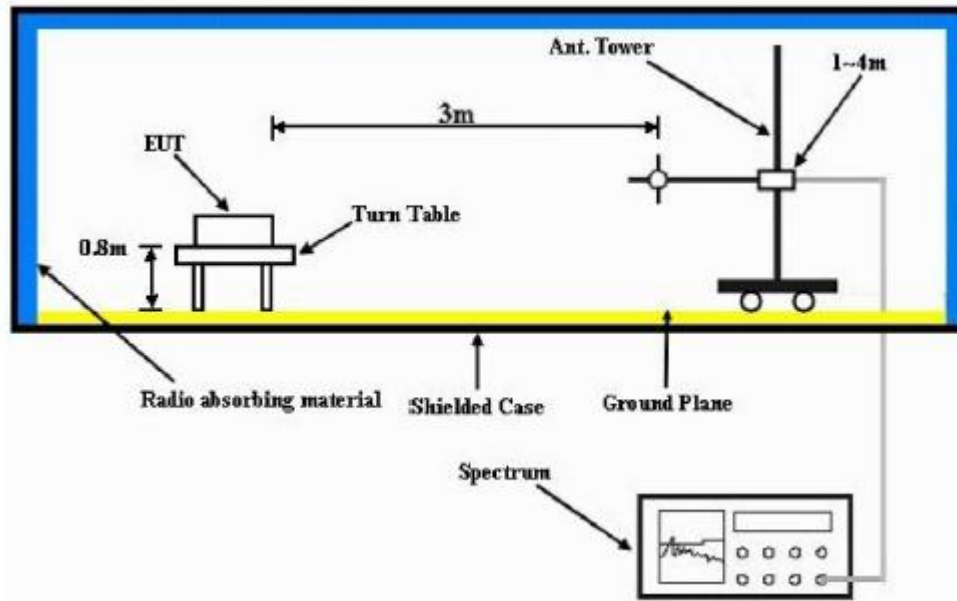 Ant. Tower
1~4m
3m
EUT
Turn Table
0.8m
Radio absorbing material
Shielded Case
Ground Plane
Spectrum